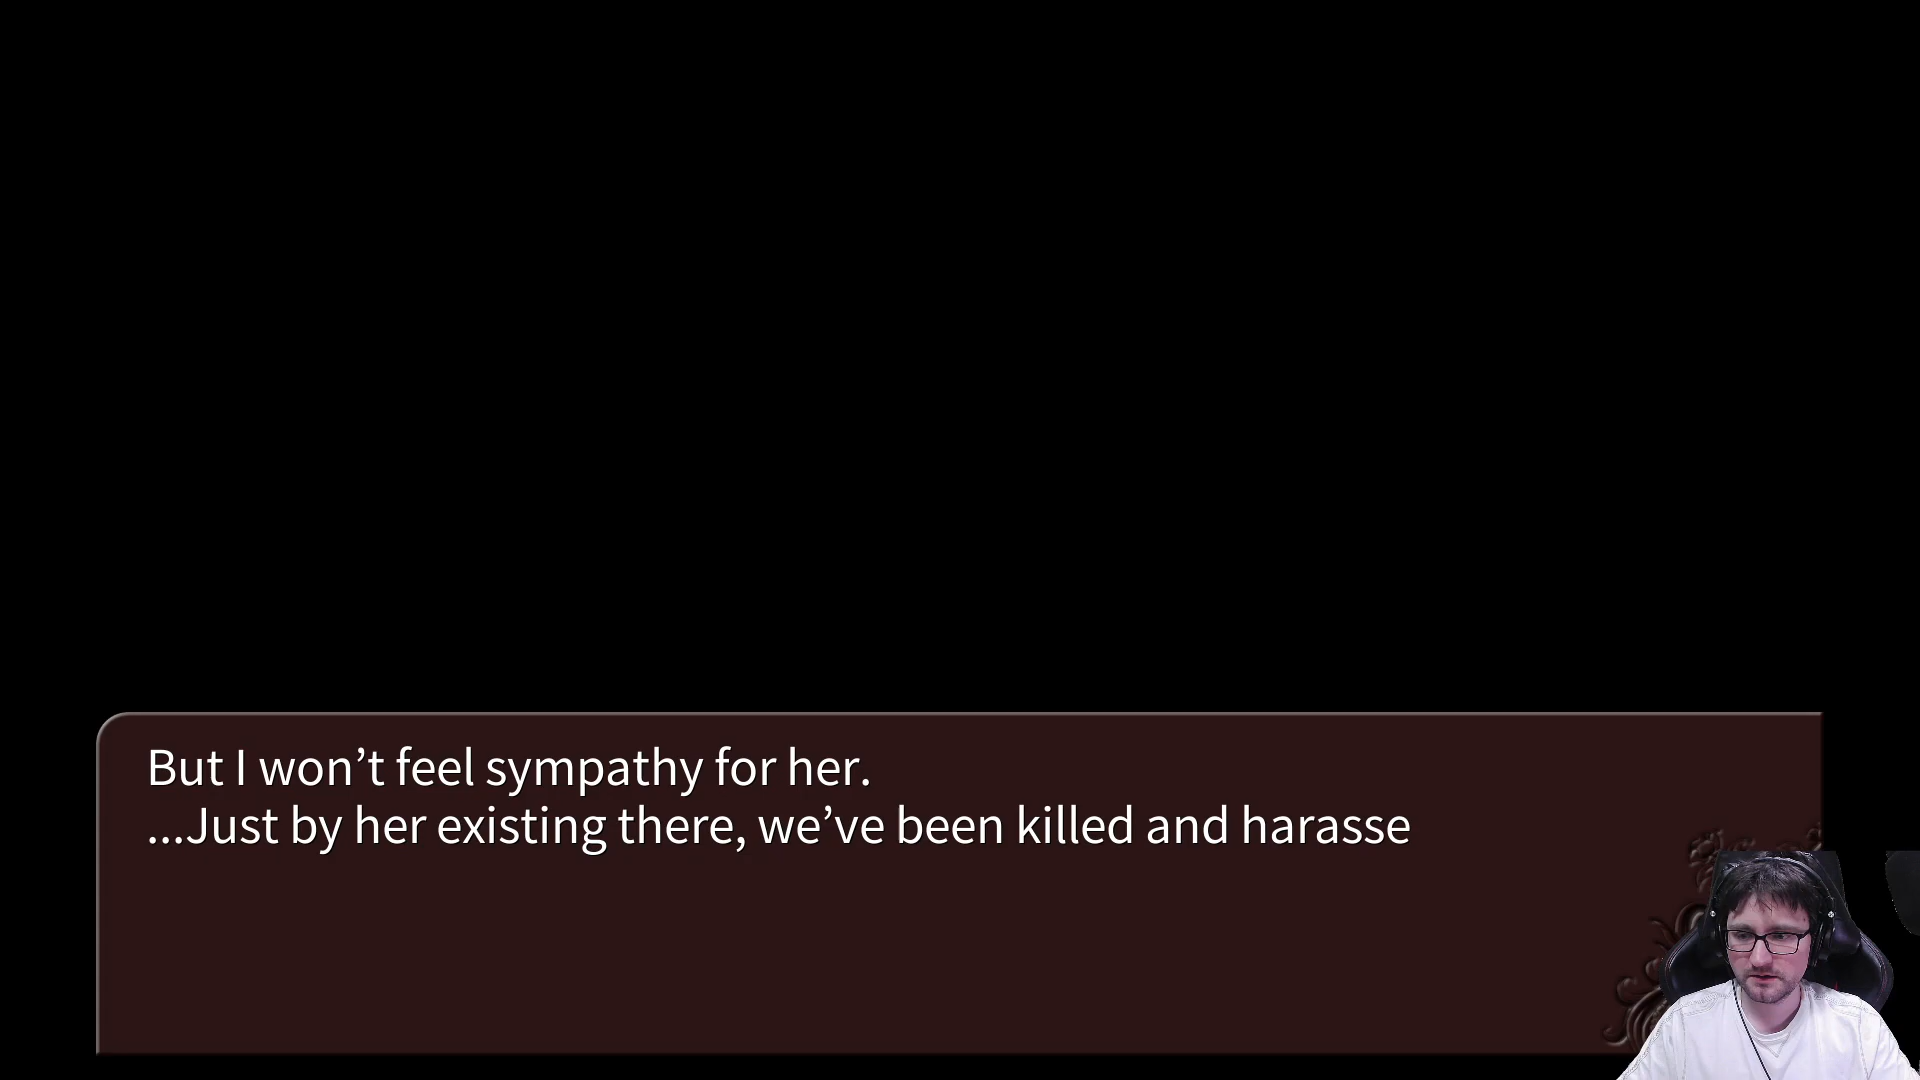 But I won’t feel sympathy for her.
...Just by her existing there, we’ve been killed and harasse